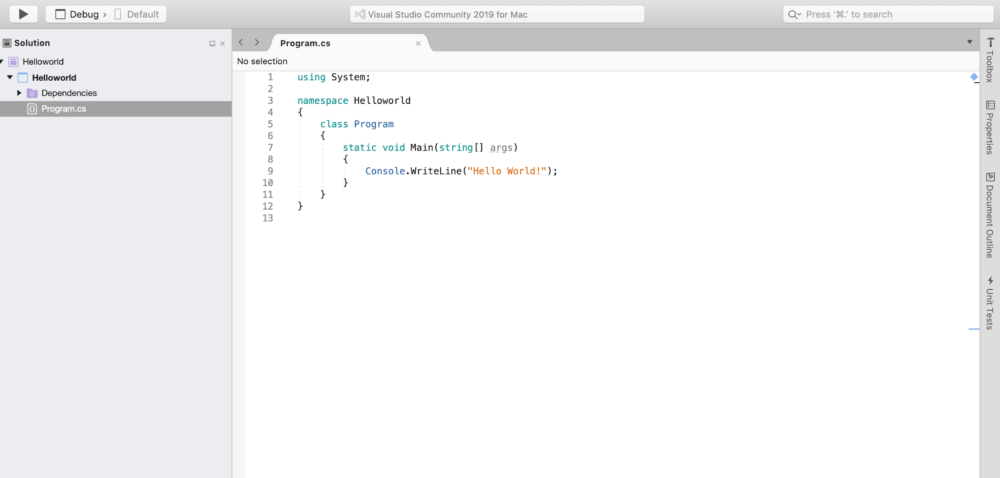 Debug › Default
Visual Studio Community 2019 for Mac
Press ‘⌘.’ to search
Solution
Helloworld
Helloworld
Dependencies
Program.cs
Program.cs
No selection
1 using System;
2
3 namespace Helloworld
4 {
5 class Program
6 {
7 static void Main(string[] args)
8 {
9 Console.WriteLine("Hello World!");
10 }
11 }
12 }
13
Toolbox
Properties
Document Outline
Unit Tests